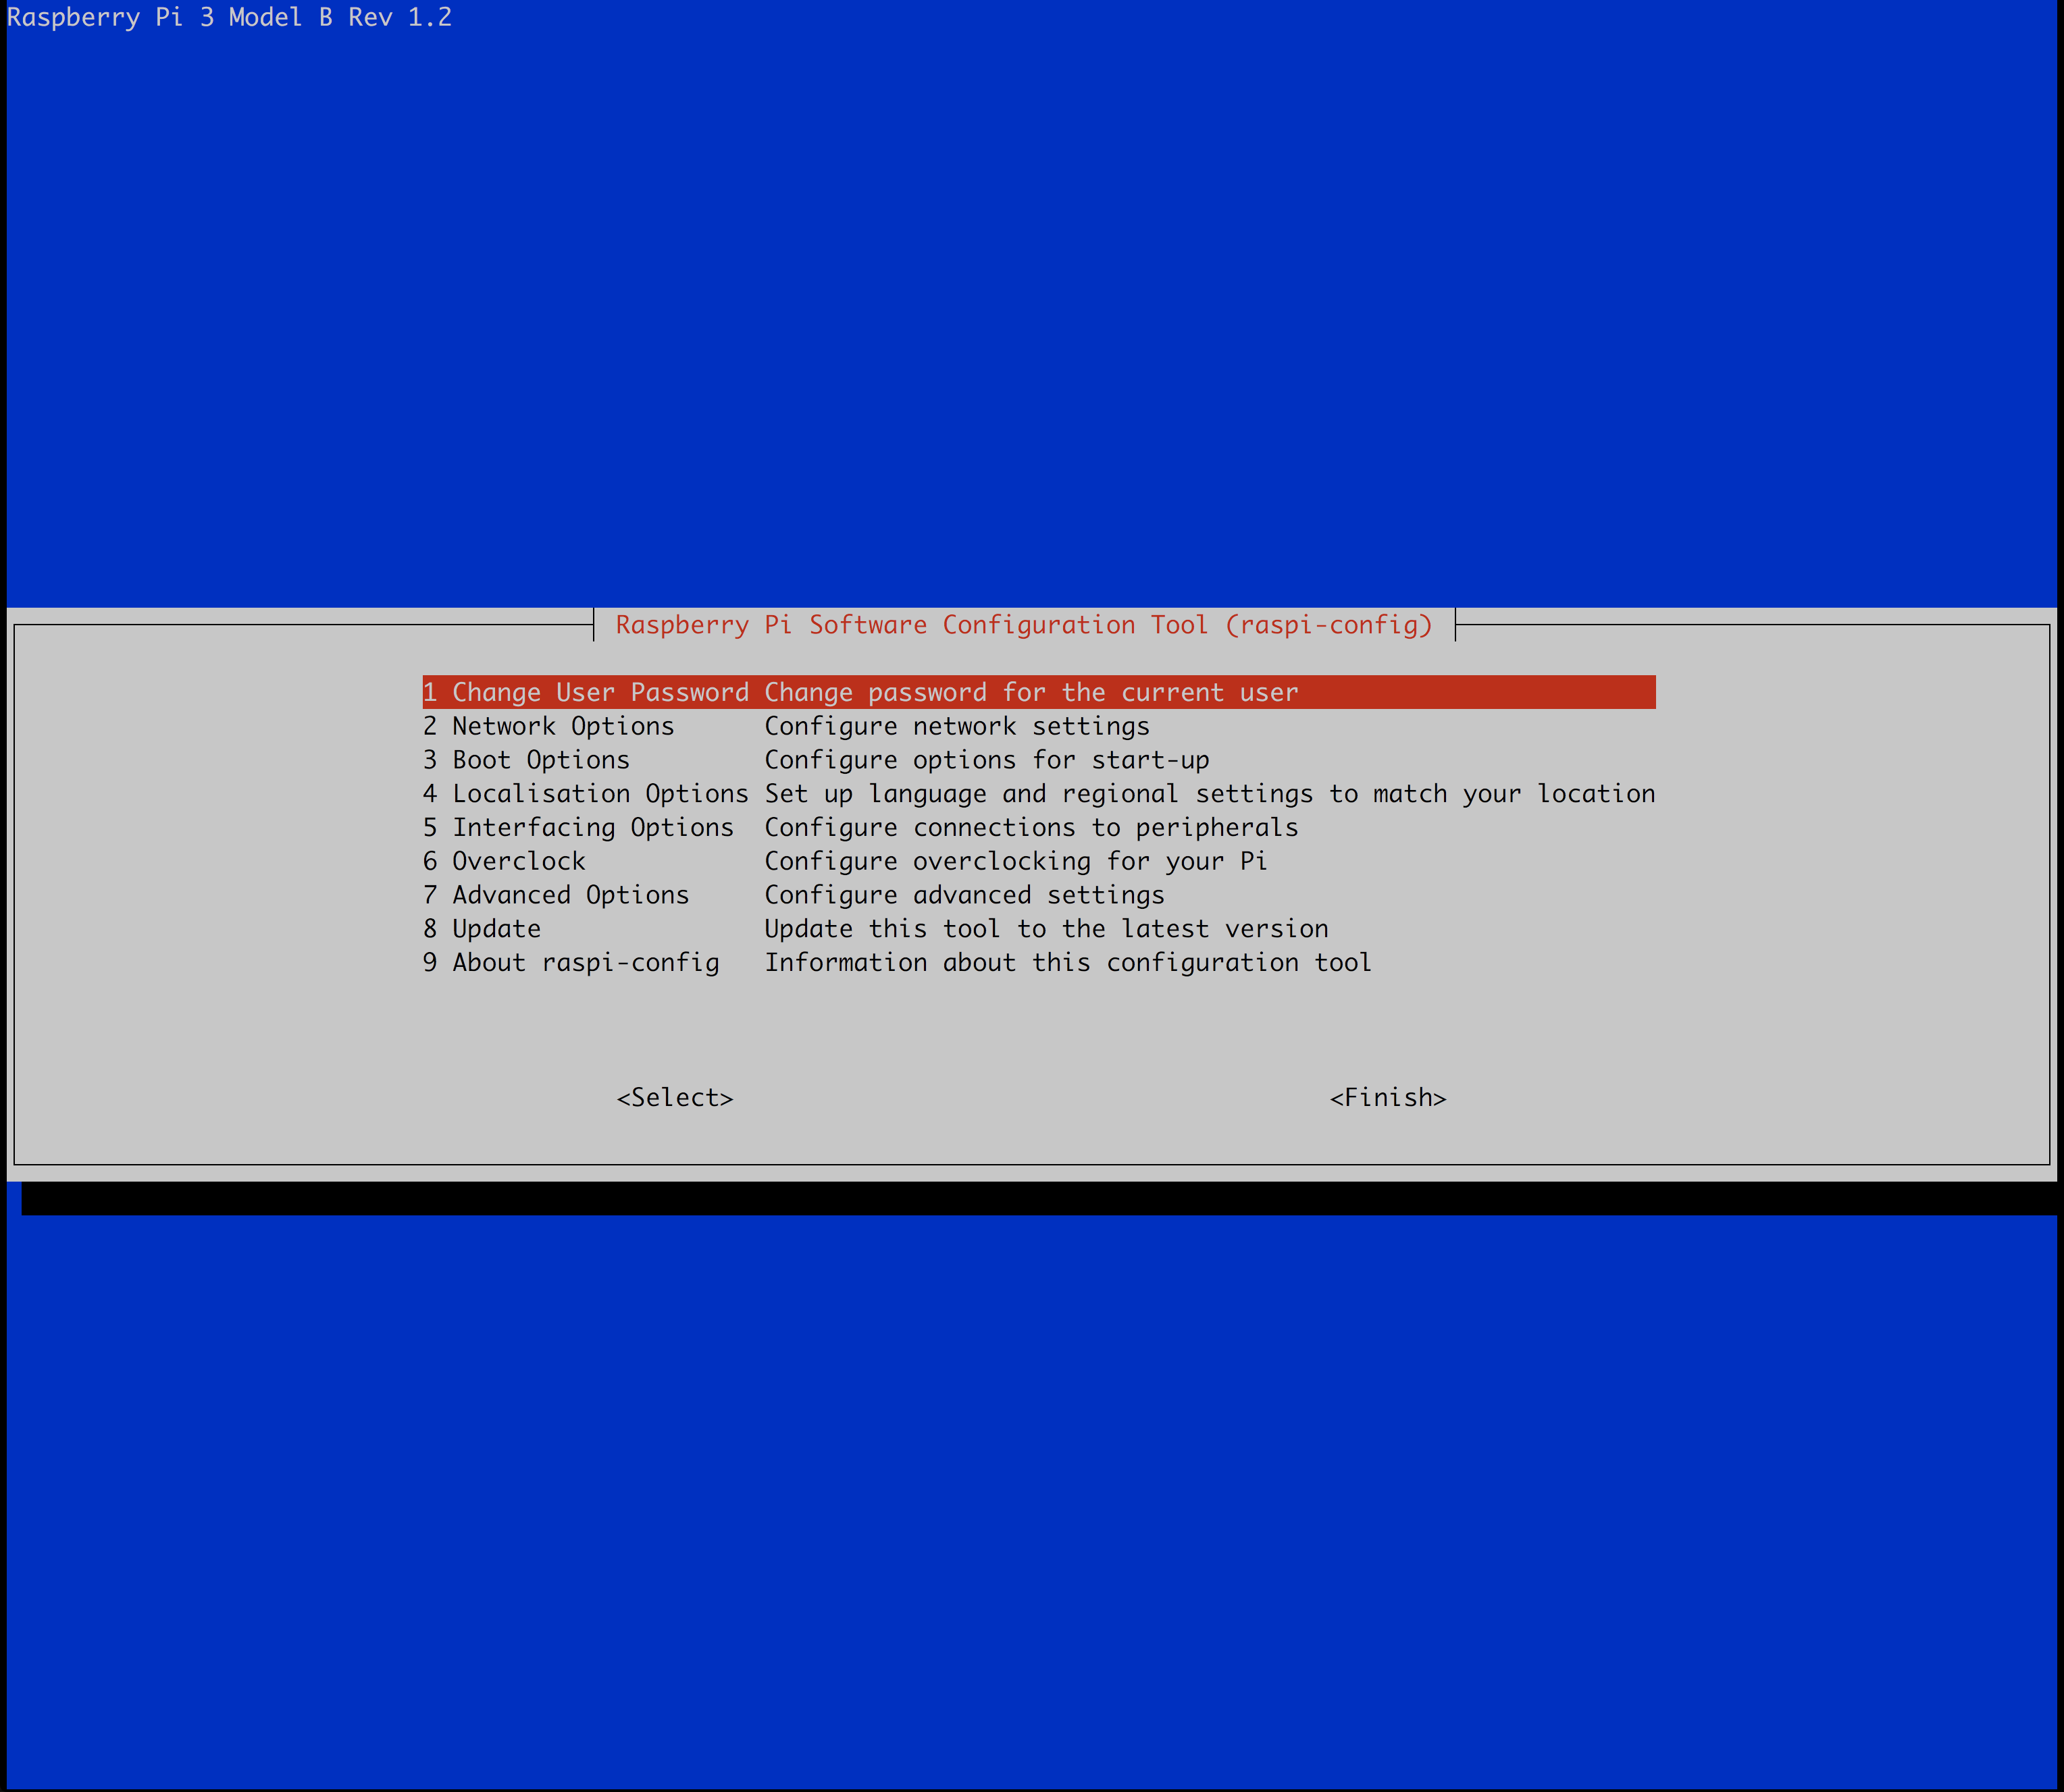 Raspberry Pi 3 Model B Rev 1.2
Raspberry Pi Software Configuration Tool (raspi-config)
1 Change User Password Change password for the current user
2 Network Options Configure network settings
3 Boot Options Configure options for start-up
4 Localisation Options Set up language and regional settings to match your location
5 Interfacing Options Configure connections to peripherals
6 Overclock Configure overclocking for your Pi
7 Advanced Options Configure advanced settings
8 Update Update this tool to the latest version
9 About raspi-config Information about this configuration tool
<Select> <Finish>